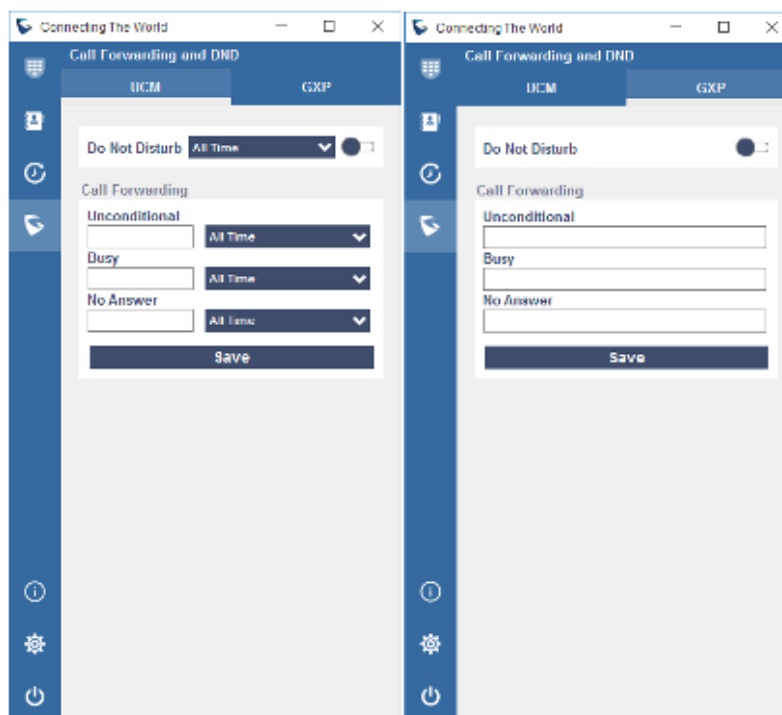 Connecting The World
Call Forwarding and DND
UCM GXP
Do Not Disturb All Time
Call Forwarding
Unconditional
All Time
Busy
All Time
No Answer
All Time
Save
Connecting The World
Call Forwarding and DND
UCM GXP
Do Not Disturb
Call Forwarding
Unconditional
Busy
No Answer
Save